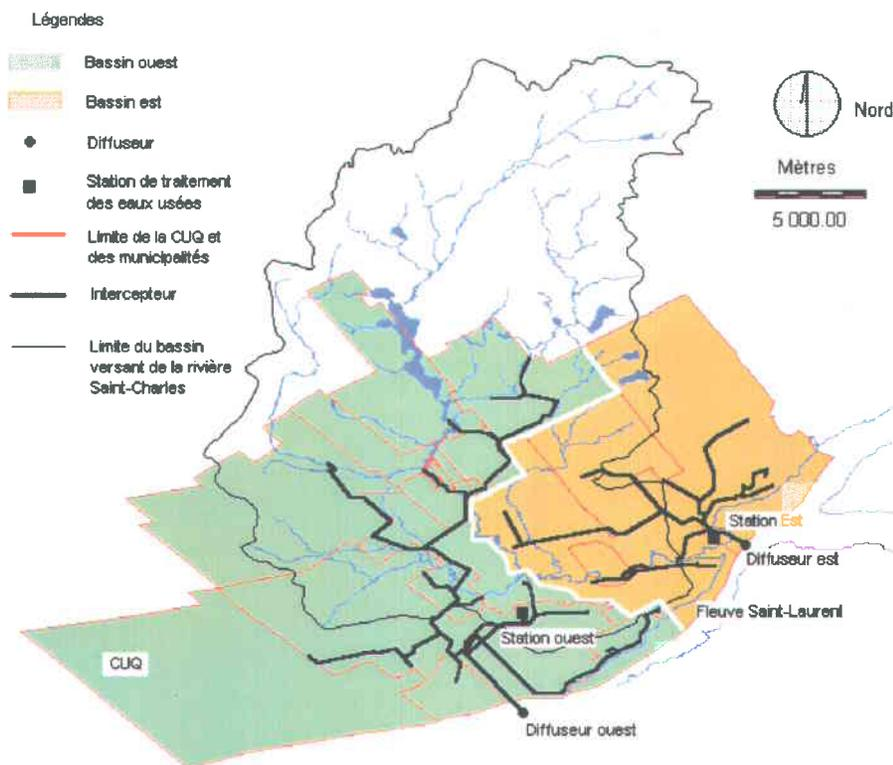 Légendes
Bassin ouest
Bassin est
Diffuseur
Station de traitement
des eaux usées
Limite de la CUQ et
des municipalités
Intercepteur
Limite du bassin
versant de la rivière
Saint-Charles
Nord
Mètres
5 000.00
Station Est
Diffuseur est
Fleuve Saint-Laurent
Station ouest
CUQ
Diffuseur ouest